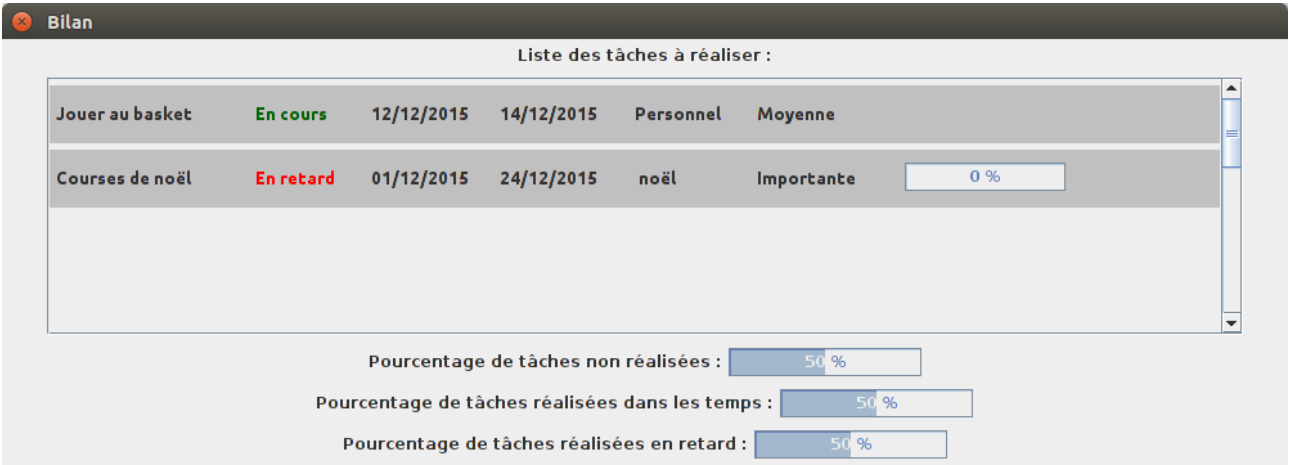 Bilan
Liste des tâches à réaliser :
Jouer au basket En cours 12/12/2015 14/12/2015 Personnel Moyenne
Courses de noël En retard 01/12/2015 24/12/2015 noël Importante 0 %
Pourcentage de tâches non réalisées : 50 %
Pourcentage de tâches réalisées dans les temps : 50 %
Pourcentage de tâches réalisées en retard : 50 %